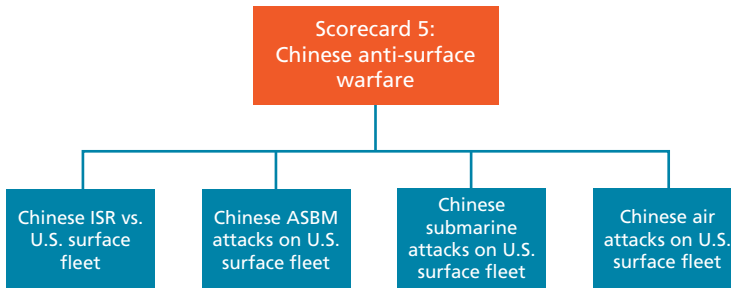 Scorecard 5:
Chinese anti-surface
warfare
Chinese ISR vs.
U.S. surface
fleet
Chinese ASBM
attacks on U.S.
surface fleet
Chinese
submarine
attacks on U.S.
surface fleet
Chinese air
attacks on U.S.
surface fleet